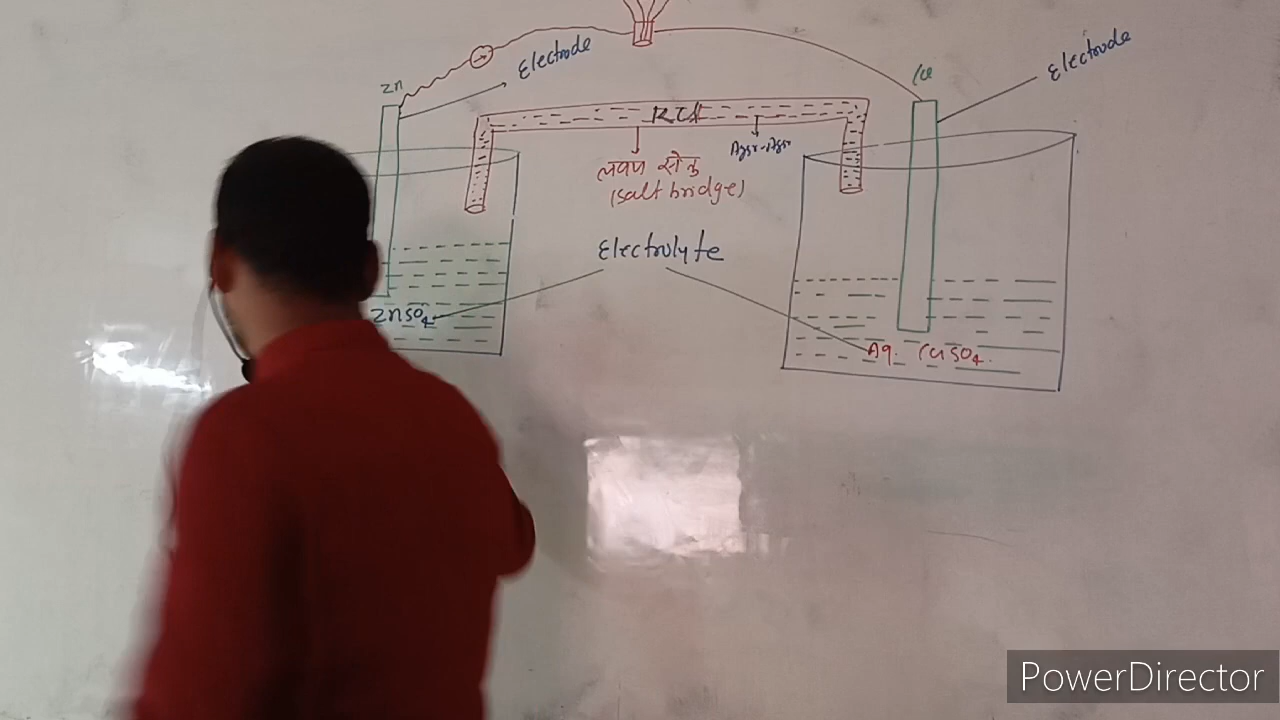 Zn
Electrode
Cu
Electrode
KCl
Agar-Agar
लवण सेतु
(Salt bridge)
Electrolyte
ZnSO4
Aq. CuSO4.
PowerDirector